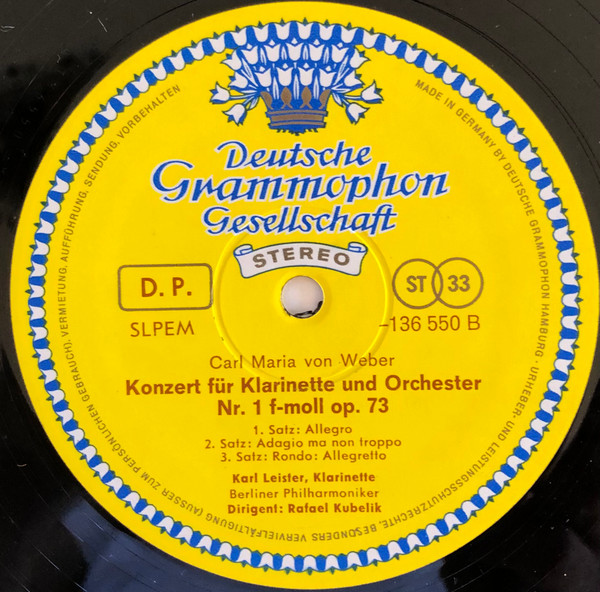 Deutsche
Grammophon
Gesellschaft
STEREO
D. P.
ST 33
SLPEM
136 550 B
Carl Maria von Weber
Konzert für Klarinette und Orchester
Nr. 1 f-moll op. 73
1. Satz: Allegro
2. Satz: Adagio ma non troppo
3. Satz: Rondo: Allegretto
Karl Leister, Klarinette
Berliner Philharmoniker
Dirigent: Rafael Kubelik
MADE IN GERMANY BY DEUTSCHE GRAMMOPHON HAMBURG · URHEBER- UND LEISTUNGSSCHUTZRECHTE, BESONDERS VERVIELFÄLTIGUNG (AUSSER ZUM PERSÖNLICHEN GEBRAUCH), VERMIETUNG, AUFFÜHRUNG, SENDUNG, VORBEHALTEN